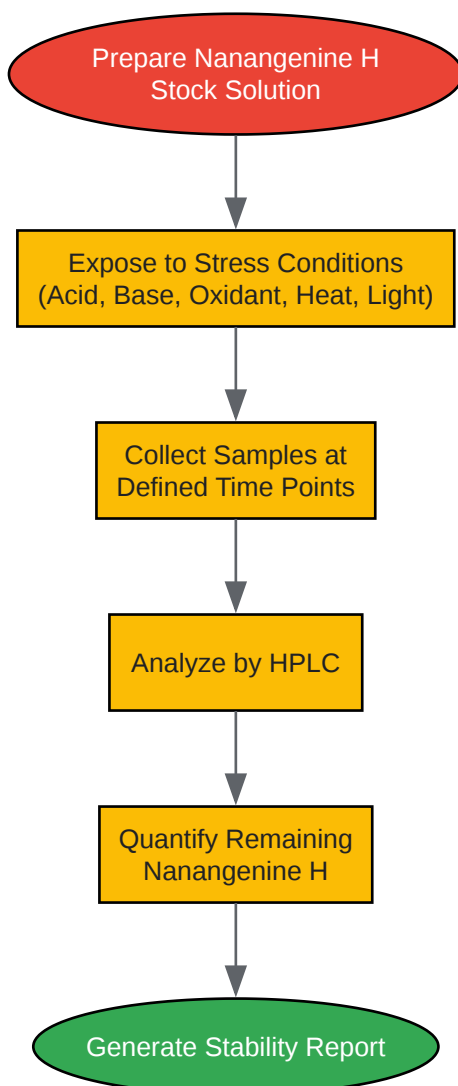 Prepare Nanangenine H
Stock Solution
Expose to Stress Conditions
(Acid, Base, Oxidant, Heat, Light)
Collect Samples at
Defined Time Points
Analyze by HPLC
Quantify Remaining
Nanangenine H
Generate Stability Report